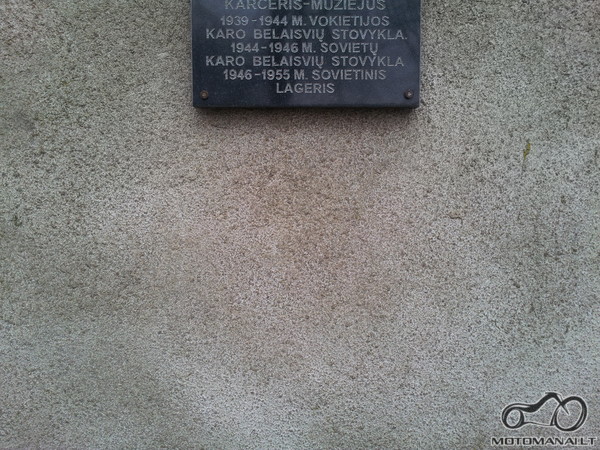 KARCERIS-MUZIEJUS
1939-1944 M. VOKIETIJOS
KARO BELAISVIŲ STOVYKLA.
1944-1946 M. SOVIETŲ
KARO BELAISVIŲ STOVYKLA
1946-1955 M. SOVIETINIS
LAGERIS
MOTOMANAI.LT